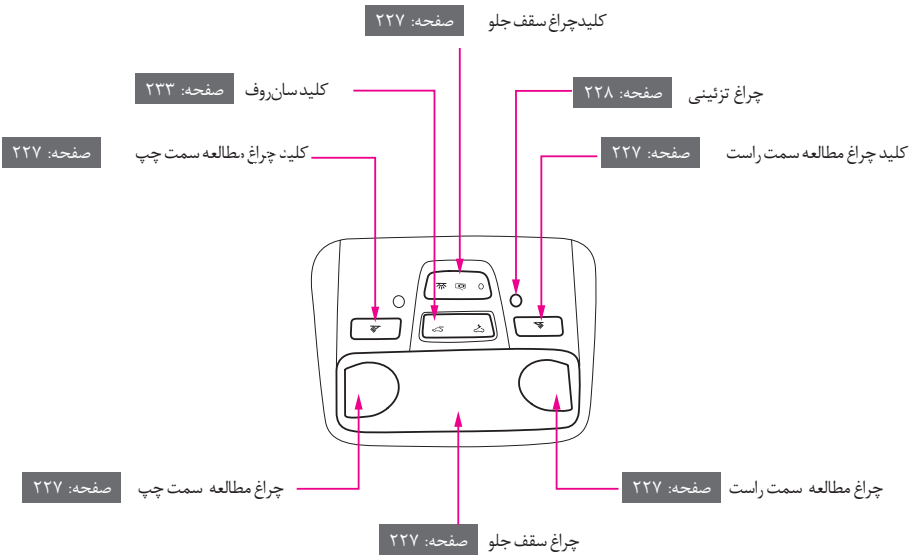 کلیدچراغ سقف جلو صفحه: ۲۲۷
چراغ تزئینی صفحه: ۲۲۸
کلید سان‌روف صفحه: ۲۳۳
کلید چراغ مطالعه سمت راست صفحه: ۲۲۷
کلید چراغ مطالعه سمت چپ صفحه: ۲۲۷
چراغ مطالعه سمت راست صفحه: ۲۲۷
چراغ مطالعه سمت چپ صفحه: ۲۲۷
چراغ سقف جلو صفحه: ۲۲۷